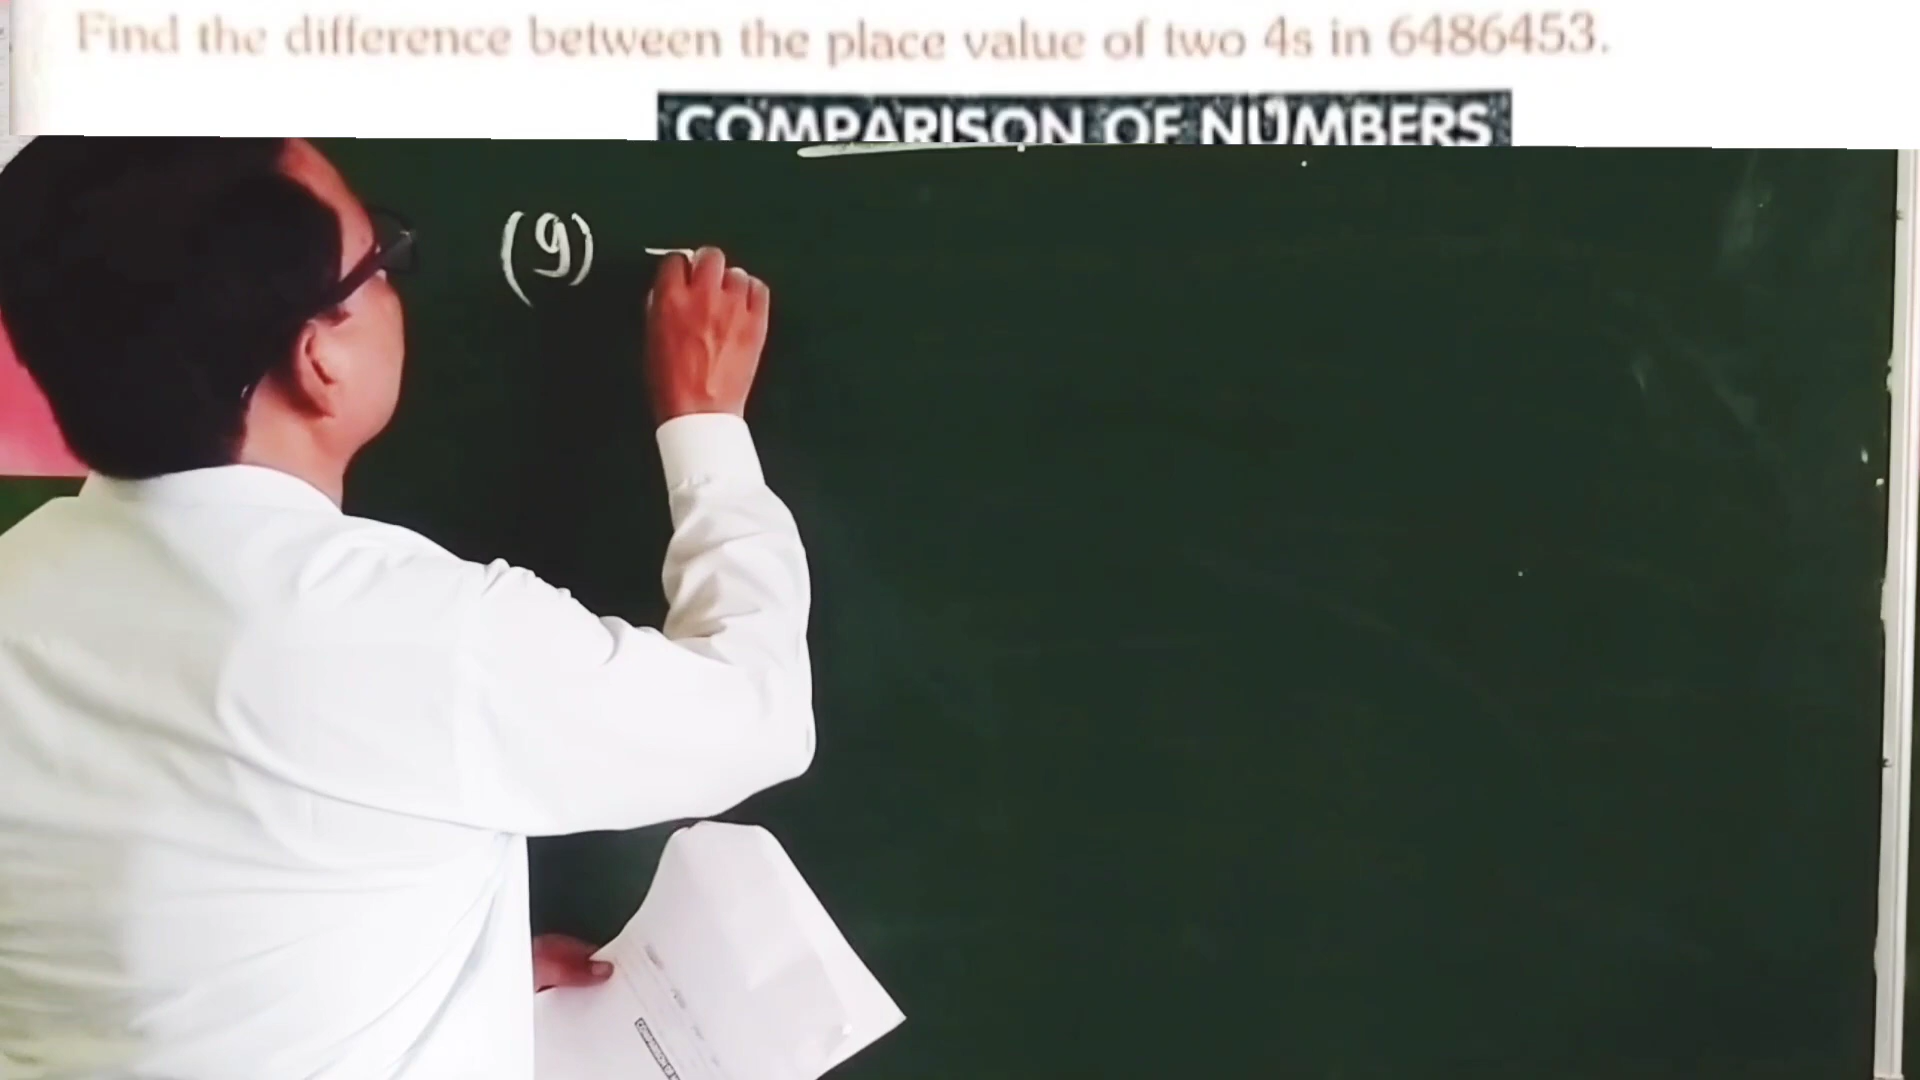 Find the difference between the place value of two 4s in 6486453.
COMPARISON OF NUMBERS
(9)